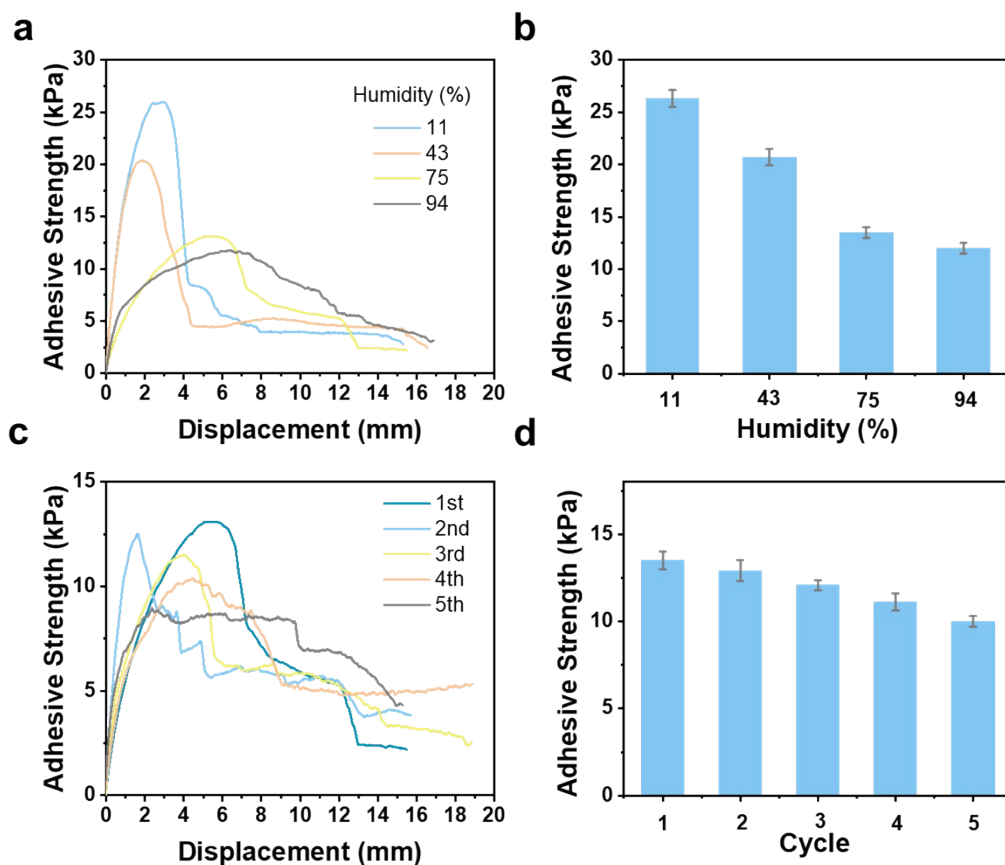 a
Adhesive Strength (kPa)
30
25
20
15
10
5
0
Humidity (%)
11
43
75
94
0 2 4 6 8 10 12 14 16 18 20
Displacement (mm)
b
Adhesive Strength (kPa)
30
25
20
15
10
5
0
11 43 75 94
Humidity (%)
c
Adhesive Strength (kPa)
15
10
5
0
1st
2nd
3rd
4th
5th
0 2 4 6 8 10 12 14 16 18 20
Displacement (mm)
d
Adhesive Strength (kPa)
15
10
5
0
1 2 3 4 5
Cycle